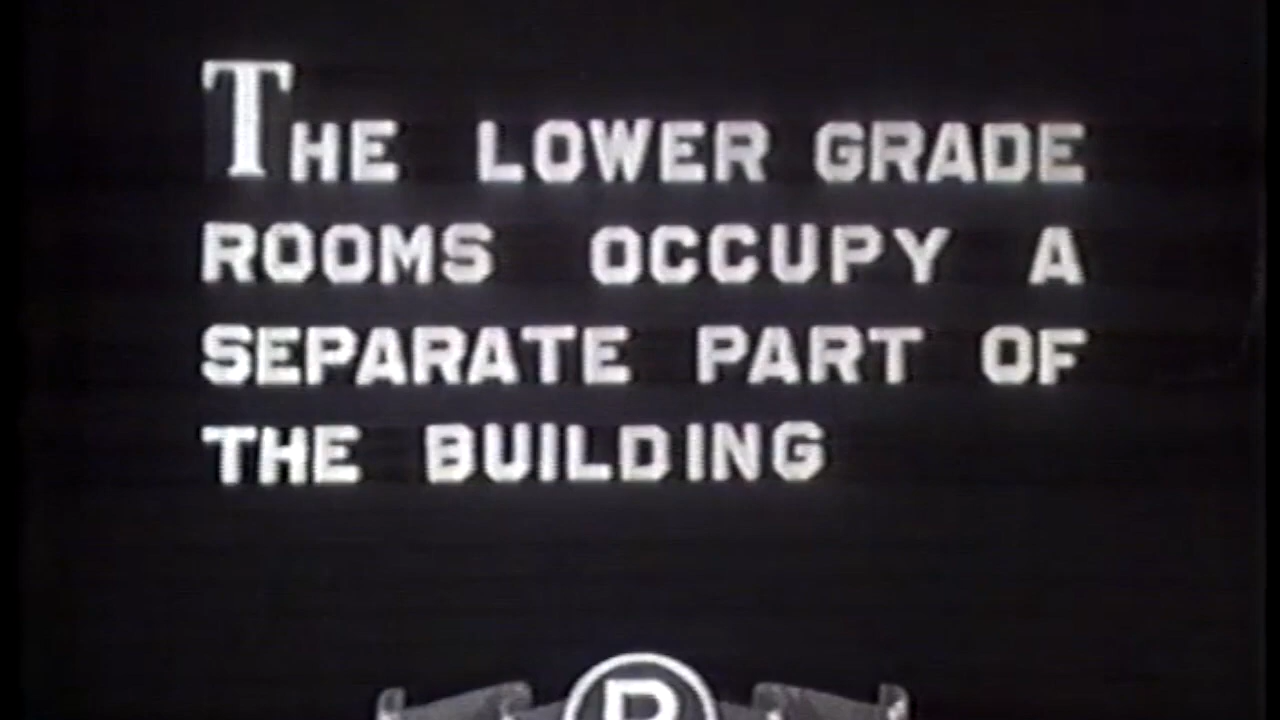 THE LOWER GRADE
ROOMS OCCUPY A
SEPARATE PART OF
THE BUILDING